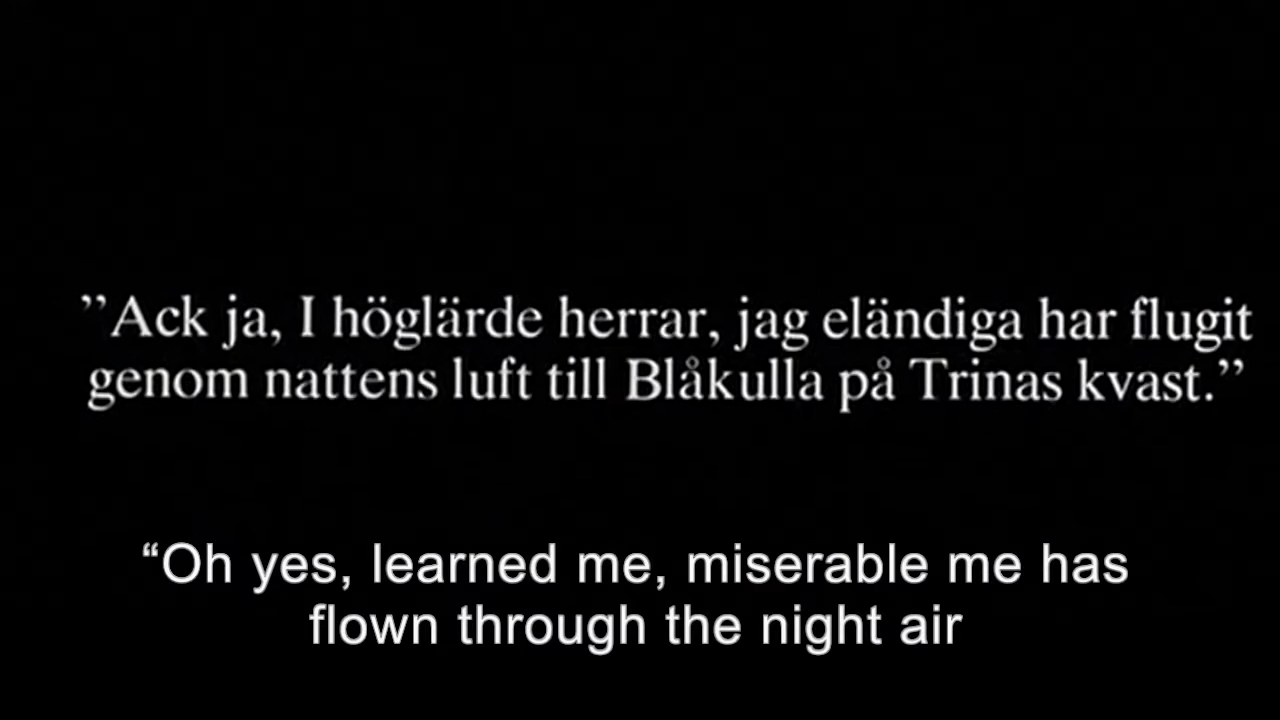 ”Ack ja, I höglärde herrar, jag eländiga har flugit
genom nattens luft till Blåkulla på Trinas kvast.”
“Oh yes, learned me, miserable me has
flown through the night air